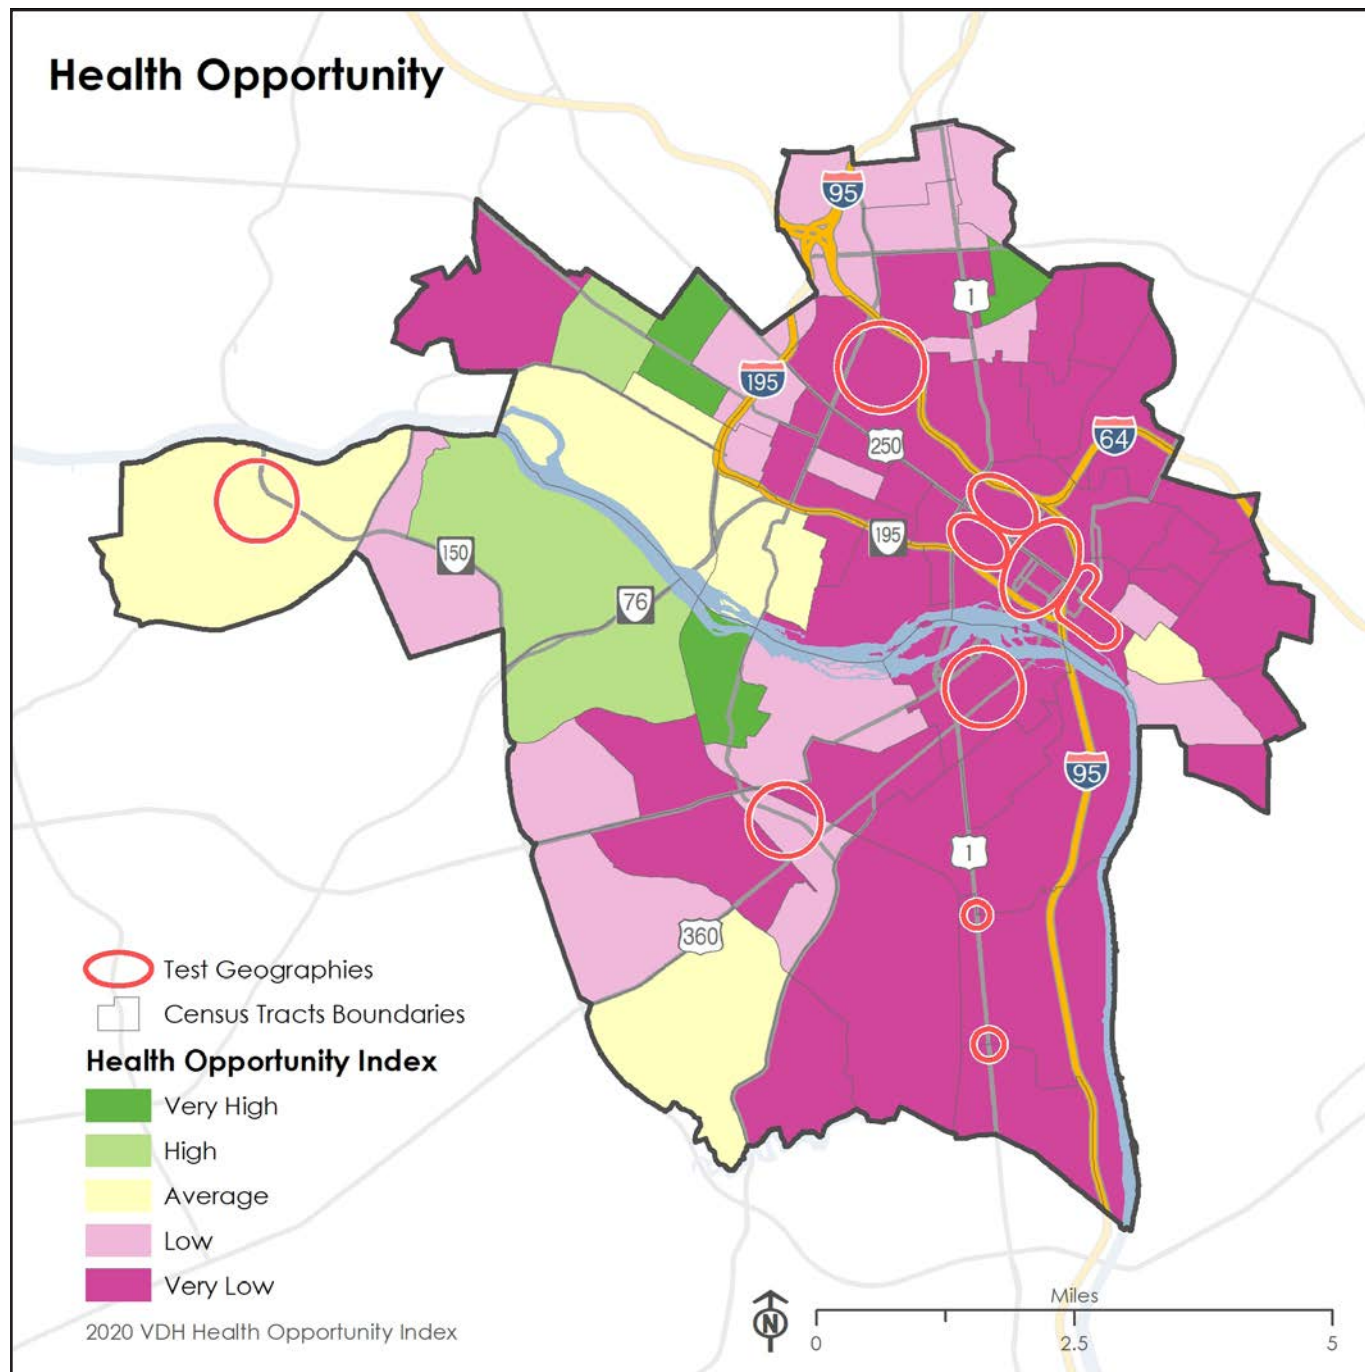 Health Opportunity
95
1
195
250
64
195
150
76
95
1
360
Test Geographies
Census Tracts Boundaries
Health Opportunity Index
Very High
High
Average
Low
Very Low
2020 VDH Health Opportunity Index
N
Miles
0
2.5
5